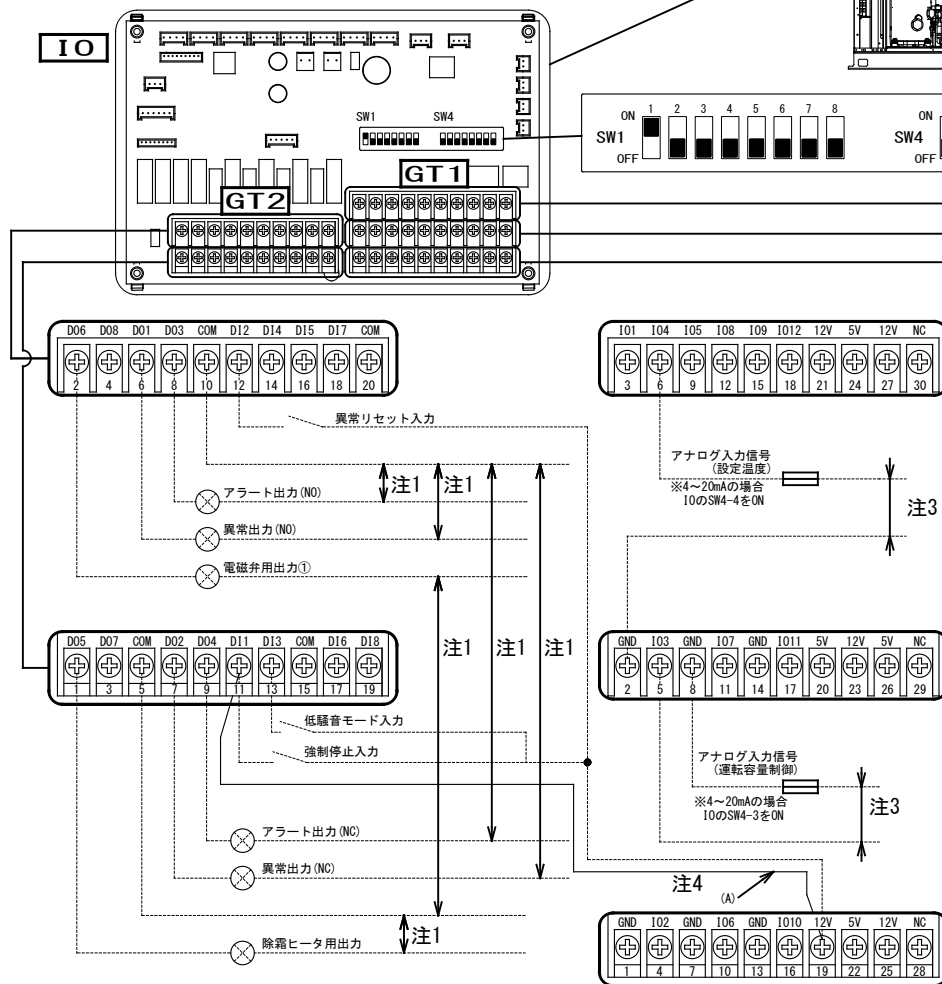 IO
SW1 SW4
GT1
GT2
1 2 3 4 5 6 7 8
ON
SW1
OFF
ON
SW4
OFF
DO6 DO8 DO1 DO3 COM DI2 DI4 DI5 DI7 COM
2 4 6 8 10 12 14 16 18 20
異常リセット入力
アラート出力(NO)
異常出力(NO)
電磁弁用出力①
注1 注1
注1 注1 注1
DO5 DO7 COM DO2 DO4 DI1 DI3 COM DI6 DI8
1 3 5 7 9 11 13 15 17 19
低騒音モード入力
強制停止入力
アラート出力(NC)
異常出力(NC)
除霜ヒータ用出力
注1
IO1 IO4 IO5 IO8 IO9 IO12 12V 5V 12V NC
3 6 9 12 15 18 21 24 27 30
アナログ入力信号
(設定温度)
※4～20mAの場合
IOのSW4-4をON
注3
GND IO3 GND IO7 GND IO11 5V 12V 5V NC
2 5 8 11 14 17 20 23 26 29
アナログ入力信号
(運転容量制御)
※4～20mAの場合
IOのSW4-3をON
注3
注4
(A)
GND IO2 GND IO6 GND IO10 12V 5V 12V NC
1 4 7 10 13 16 19 22 25 28